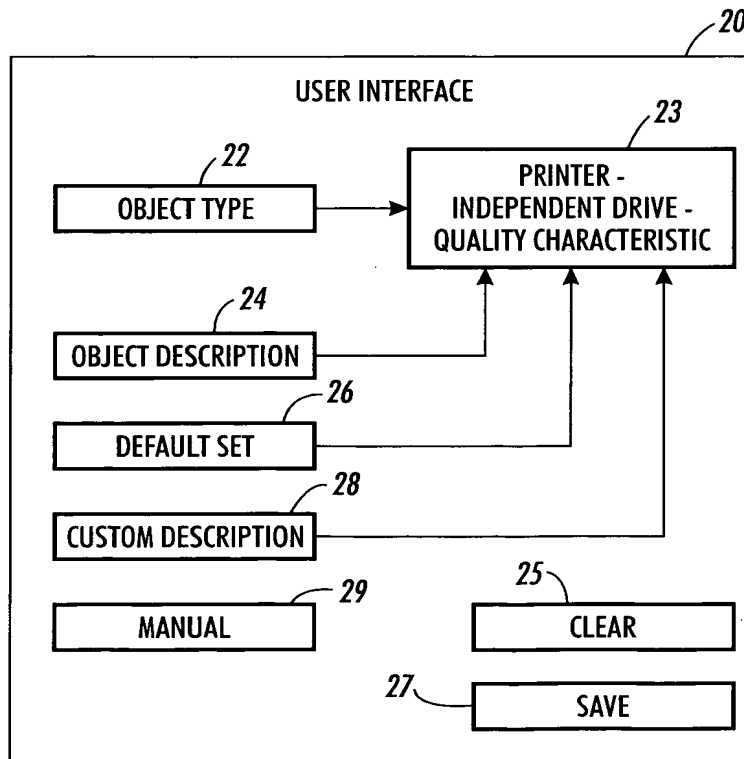 20
USER INTERFACE
22
OBJECT TYPE
23
PRINTER -
INDEPENDENT DRIVE -
QUALITY CHARACTERISTIC
24
OBJECT DESCRIPTION
26
DEFAULT SET
28
CUSTOM DESCRIPTION
29
MANUAL
25
CLEAR
27
SAVE